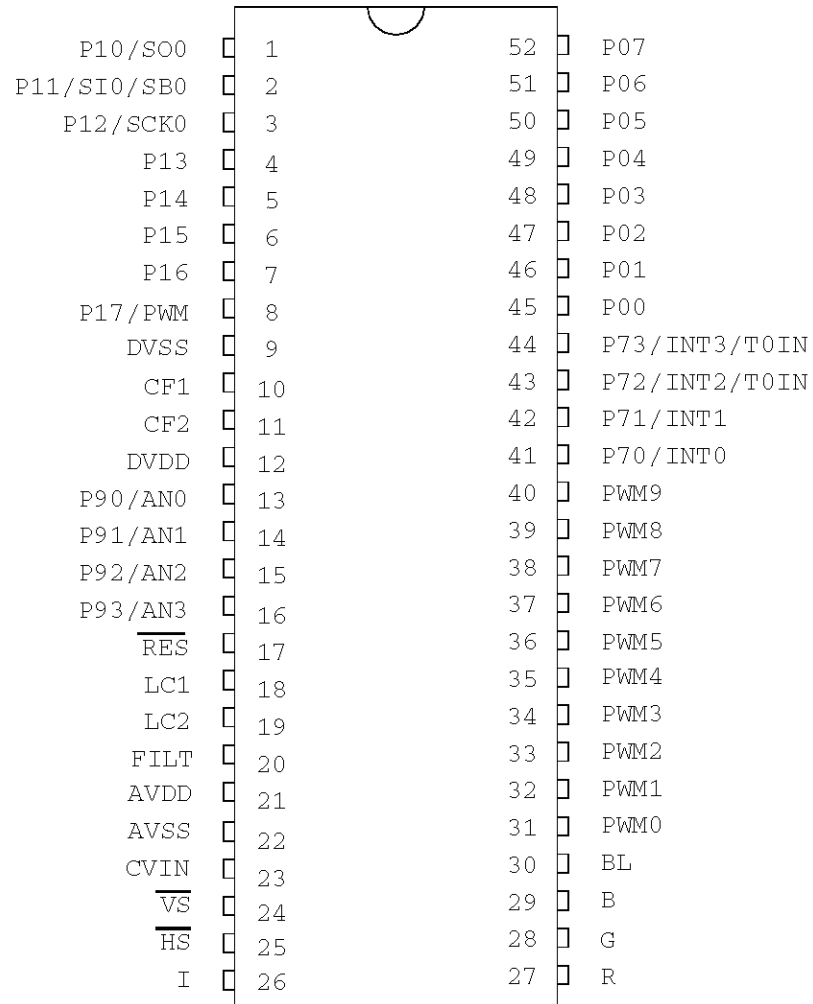 P10/SO0 1 52 P07
P11/SI0/SB0 2 51 P06
P12/SCK0 3 50 P05
P13 4 49 P04
P14 5 48 P03
P15 6 47 P02
P16 7 46 P01
P17/PWM 8 45 P00
DVSS 9 44 P73/INT3/T0IN
CF1 10 43 P72/INT2/T0IN
CF2 11 42 P71/INT1
DVDD 12 41 P70/INT0
P90/AN0 13 40 PWM9
P91/AN1 14 39 PWM8
P92/AN2 15 38 PWM7
P93/AN3 16 37 PWM6
RES 17 36 PWM5
LC1 18 35 PWM4
LC2 19 34 PWM3
FILT 20 33 PWM2
AVDD 21 32 PWM1
AVSS 22 31 PWM0
CVIN 23 30 BL
VS 24 29 B
HS 25 28 G
I 26 27 R